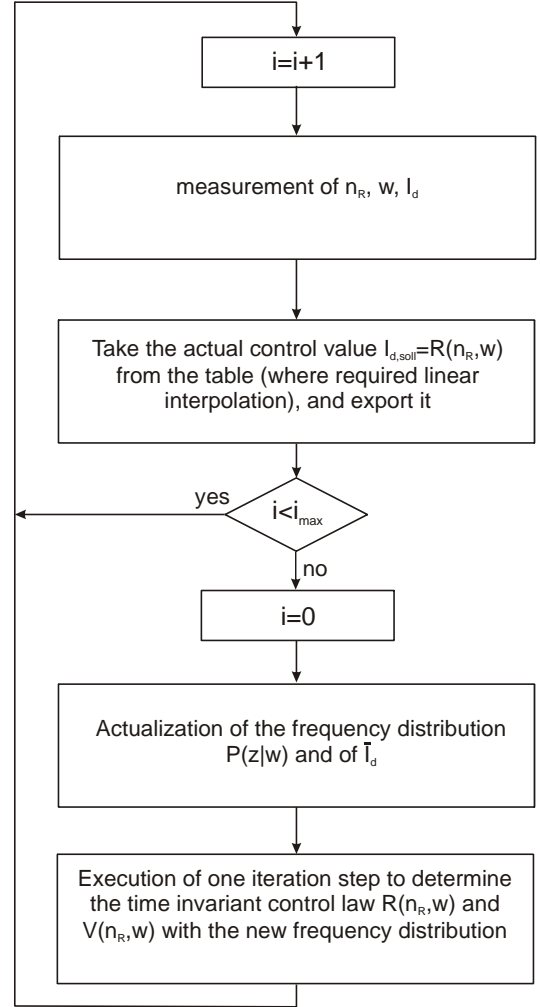 i=i+1
measurement of n_R, w, I_d
Take the actual control value I_d,soll=R(n_R,w)
from the table (where required linear
interpolation), and export it
yes
i<i_max
no
i=0
Actualization of the frequency distribution
P(z|w) and of Ī_d
Execution of one iteration step to determine
the time invariant control law R(n_R,w) and
V(n_R,w) with the new frequency distribution